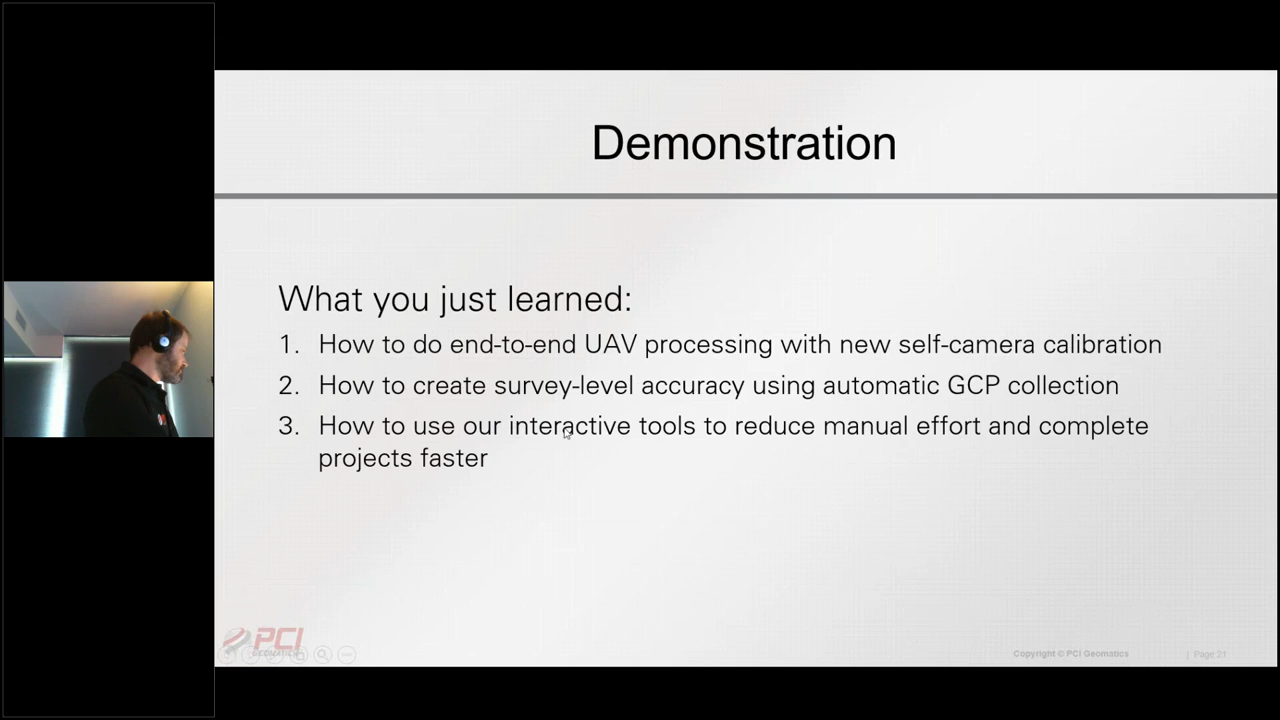 Demonstration
What you just learned:
1. How to do end-to-end UAV processing with new self-camera calibration
2. How to create survey-level accuracy using automatic GCP collection
3. How to use our interactive tools to reduce manual effort and complete
projects faster
PCI
GEOMATICS
Copyright © PCI Geomatics | Page 21